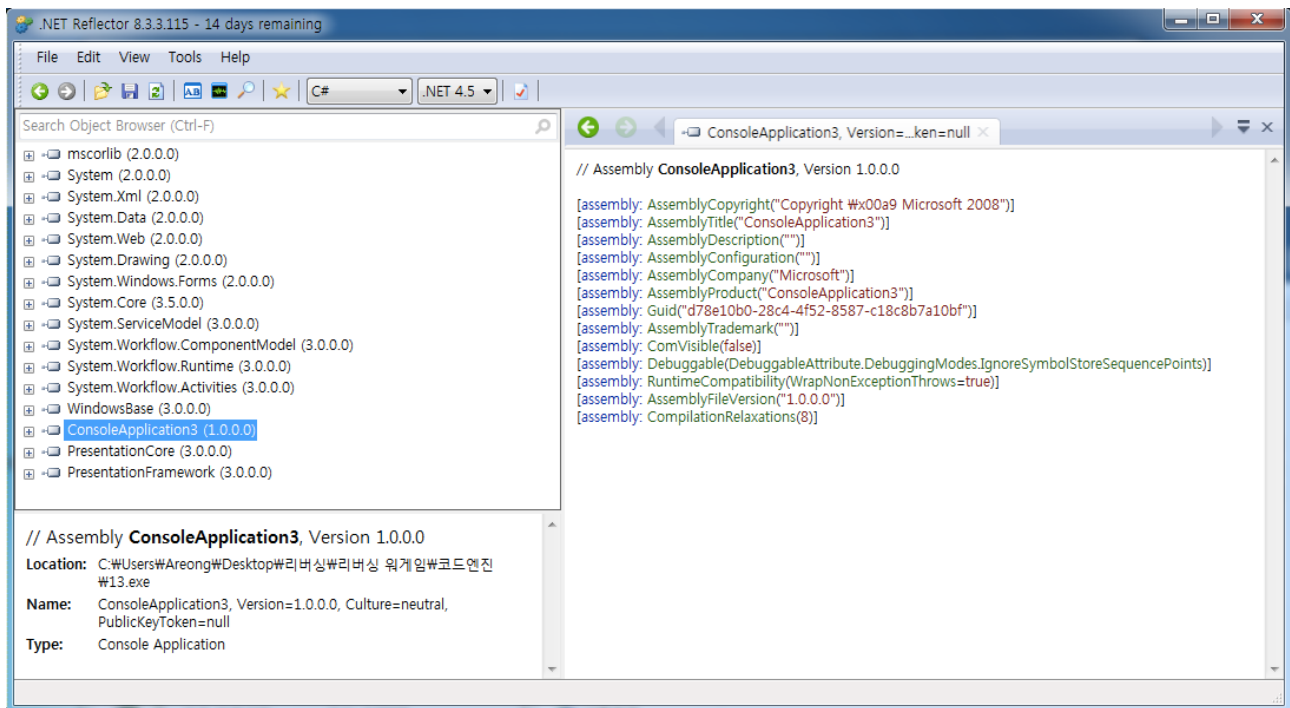 .NET Reflector 8.3.3.115 - 14 days remaining
File Edit View Tools Help
C# .NET 4.5
Search Object Browser (Ctrl-F)
mscorlib (2.0.0.0)
System (2.0.0.0)
System.Xml (2.0.0.0)
System.Data (2.0.0.0)
System.Web (2.0.0.0)
System.Drawing (2.0.0.0)
System.Windows.Forms (2.0.0.0)
System.Core (3.5.0.0)
System.ServiceModel (3.0.0.0)
System.Workflow.ComponentModel (3.0.0.0)
System.Workflow.Runtime (3.0.0.0)
System.Workflow.Activities (3.0.0.0)
WindowsBase (3.0.0.0)
ConsoleApplication3 (1.0.0.0)
PresentationCore (3.0.0.0)
PresentationFramework (3.0.0.0)
// Assembly ConsoleApplication3, Version 1.0.0.0
Location: C:₩Users₩Areong₩Desktop₩리버싱₩리버싱 워게임₩코드엔진
₩13.exe
Name: ConsoleApplication3, Version=1.0.0.0, Culture=neutral,
PublicKeyToken=null
Type: Console Application
ConsoleApplication3, Version=...ken=null
// Assembly ConsoleApplication3, Version 1.0.0.0
[assembly: AssemblyCopyright("Copyright ₩x00a9 Microsoft 2008")]
[assembly: AssemblyTitle("ConsoleApplication3")]
[assembly: AssemblyDescription("")]
[assembly: AssemblyConfiguration("")]
[assembly: AssemblyCompany("Microsoft")]
[assembly: AssemblyProduct("ConsoleApplication3")]
[assembly: Guid("d78e10b0-28c4-4f52-8587-c18c8b7a10bf")]
[assembly: AssemblyTrademark("")]
[assembly: ComVisible(false)]
[assembly: Debuggable(DebuggableAttribute.DebuggingModes.IgnoreSymbolStoreSequencePoints)]
[assembly: RuntimeCompatibility(WrapNonExceptionThrows=true)]
[assembly: AssemblyFileVersion("1.0.0.0")]
[assembly: CompilationRelaxations(8)]